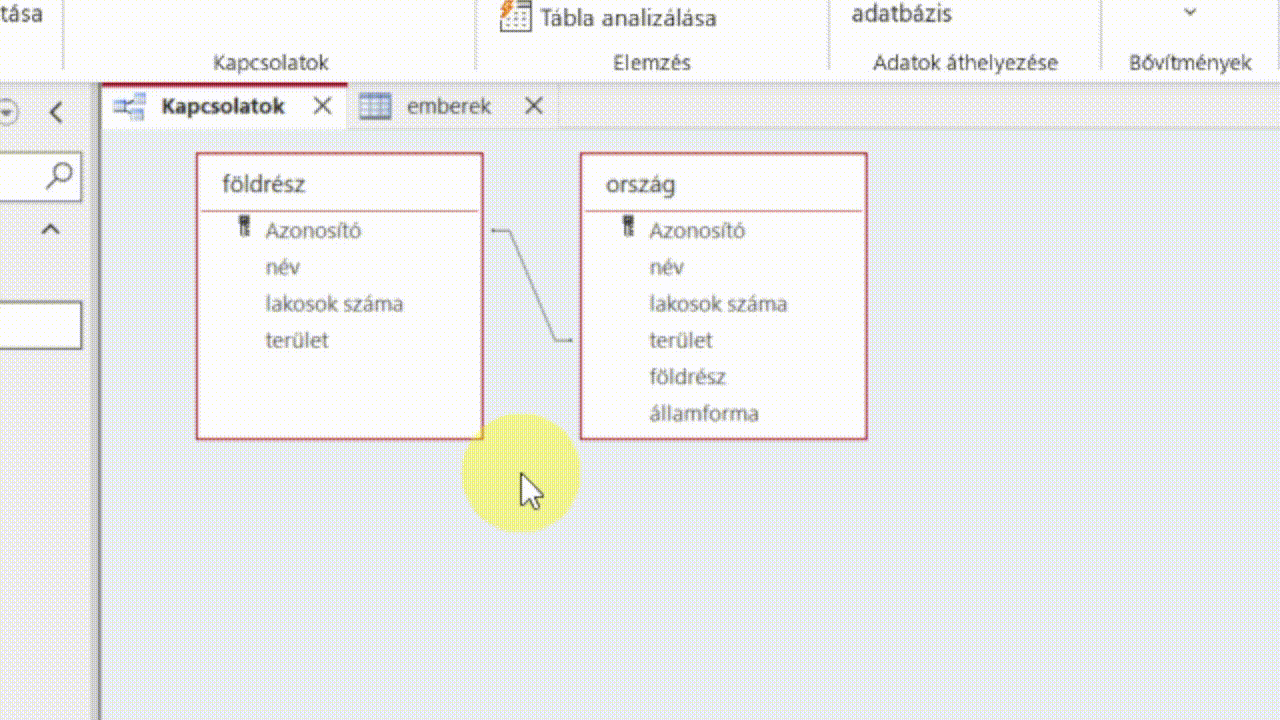 tása
Tábla analizálása
adatbázis
Kapcsolatok
Elemzés
Adatok áthelyezése
Bővítmények
Kapcsolatok
emberek
földrész
Azonosító
név
lakosok száma
terület
ország
Azonosító
név
lakosok száma
terület
földrész
államforma